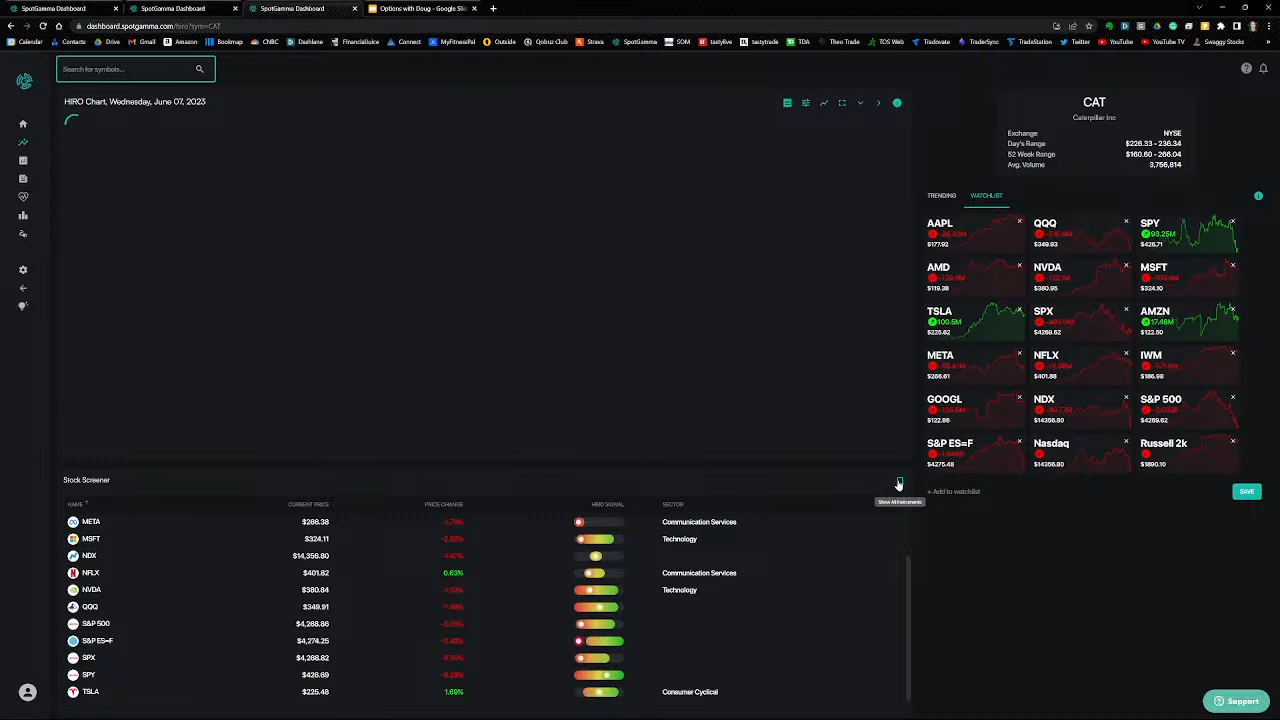 SpotGamma Dashboard
SpotGamma Dashboard
SpotGamma Dashboard
Options with Doug - Google Slid
dashboard.spotgamma.com/hiro?sym=CAT
Calendar Contacts Drive Gmail Amazon Bookmap CNBC Dashlane FinancialJuice Connect MyFitnesPal Outside Qobuz Club Strava SpotGamma SOM tastylive tastytrade TDA Theo Trade TOS Web Tradovate TraderSync TradeStation Twitter YouTube YouTube TV Swaggy Stocks
Search for symbols...
HIRO Chart, Wednesday, June 07, 2023
CAT
Caterpillar Inc
Exchange NYSE
Day's Range $226.33 - 236.34
52 Week Range $160.60 - 266.04
Avg. Volume 3,756,814
TRENDING WATCHLIST
AAPL QQQ SPY
93.25M
$177.92 $349.93 $426.71
AMD NVDA MSFT
$119.38 $380.95 $324.10
TSLA SPX AMZN
100.5M 17.48M
$225.62 $4269.62 $122.50
META NFLX IWM
$266.61 $401.88 $186.98
GOOGL NDX S&P 500
$122.86 $14356.80 $4269.62
S&P ES=F Nasdaq Russell 2k
$4275.48 $14356.80 $1890.10
+ Add to watchlist SAVE
Stock Screener
Show All Instruments
NAME CURRENT PRICE PRICE CHANGE HIRO SIGNAL SECTOR
META $266.38 Communication Services
MSFT $324.11 Technology
NDX $14,356.80
NFLX $401.82 0.63% Communication Services
NVDA $380.84 Technology
QQQ $349.91
S&P 500 $4,268.86
S&P ES=F $4,274.25
SPX $4,268.82
SPY $426.69
TSLA $225.48 1.69% Consumer Cyclical
Support